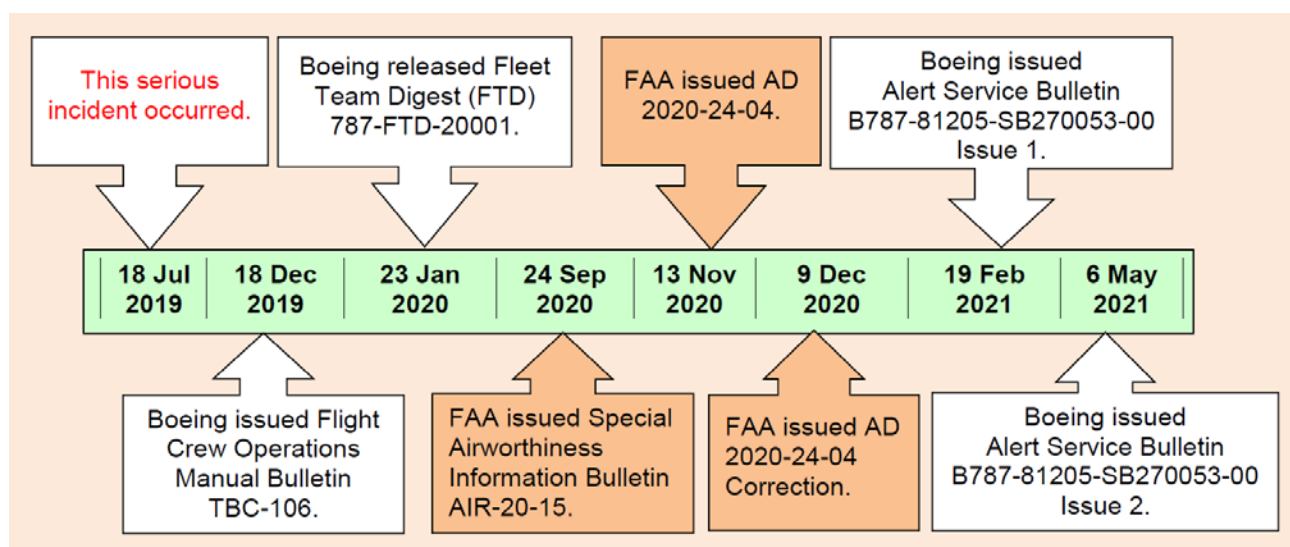 This serious
incident occurred.
Boeing released Fleet
Team Digest (FTD)
787-FTD-20001.
FAA issued AD
2020-24-04.
Boeing issued
Alert Service Bulletin
B787-81205-SB270053-00
Issue 1.
18 Jul
2019
18 Dec
2019
23 Jan
2020
24 Sep
2020
13 Nov
2020
9 Dec
2020
19 Feb
2021
6 May
2021
Boeing issued Flight
Crew Operations
Manual Bulletin
TBC-106.
FAA issued Special
Airworthiness
Information Bulletin
AIR-20-15.
FAA issued AD
2020-24-04
Correction.
Boeing issued
Alert Service Bulletin
B787-81205-SB270053-00
Issue 2.